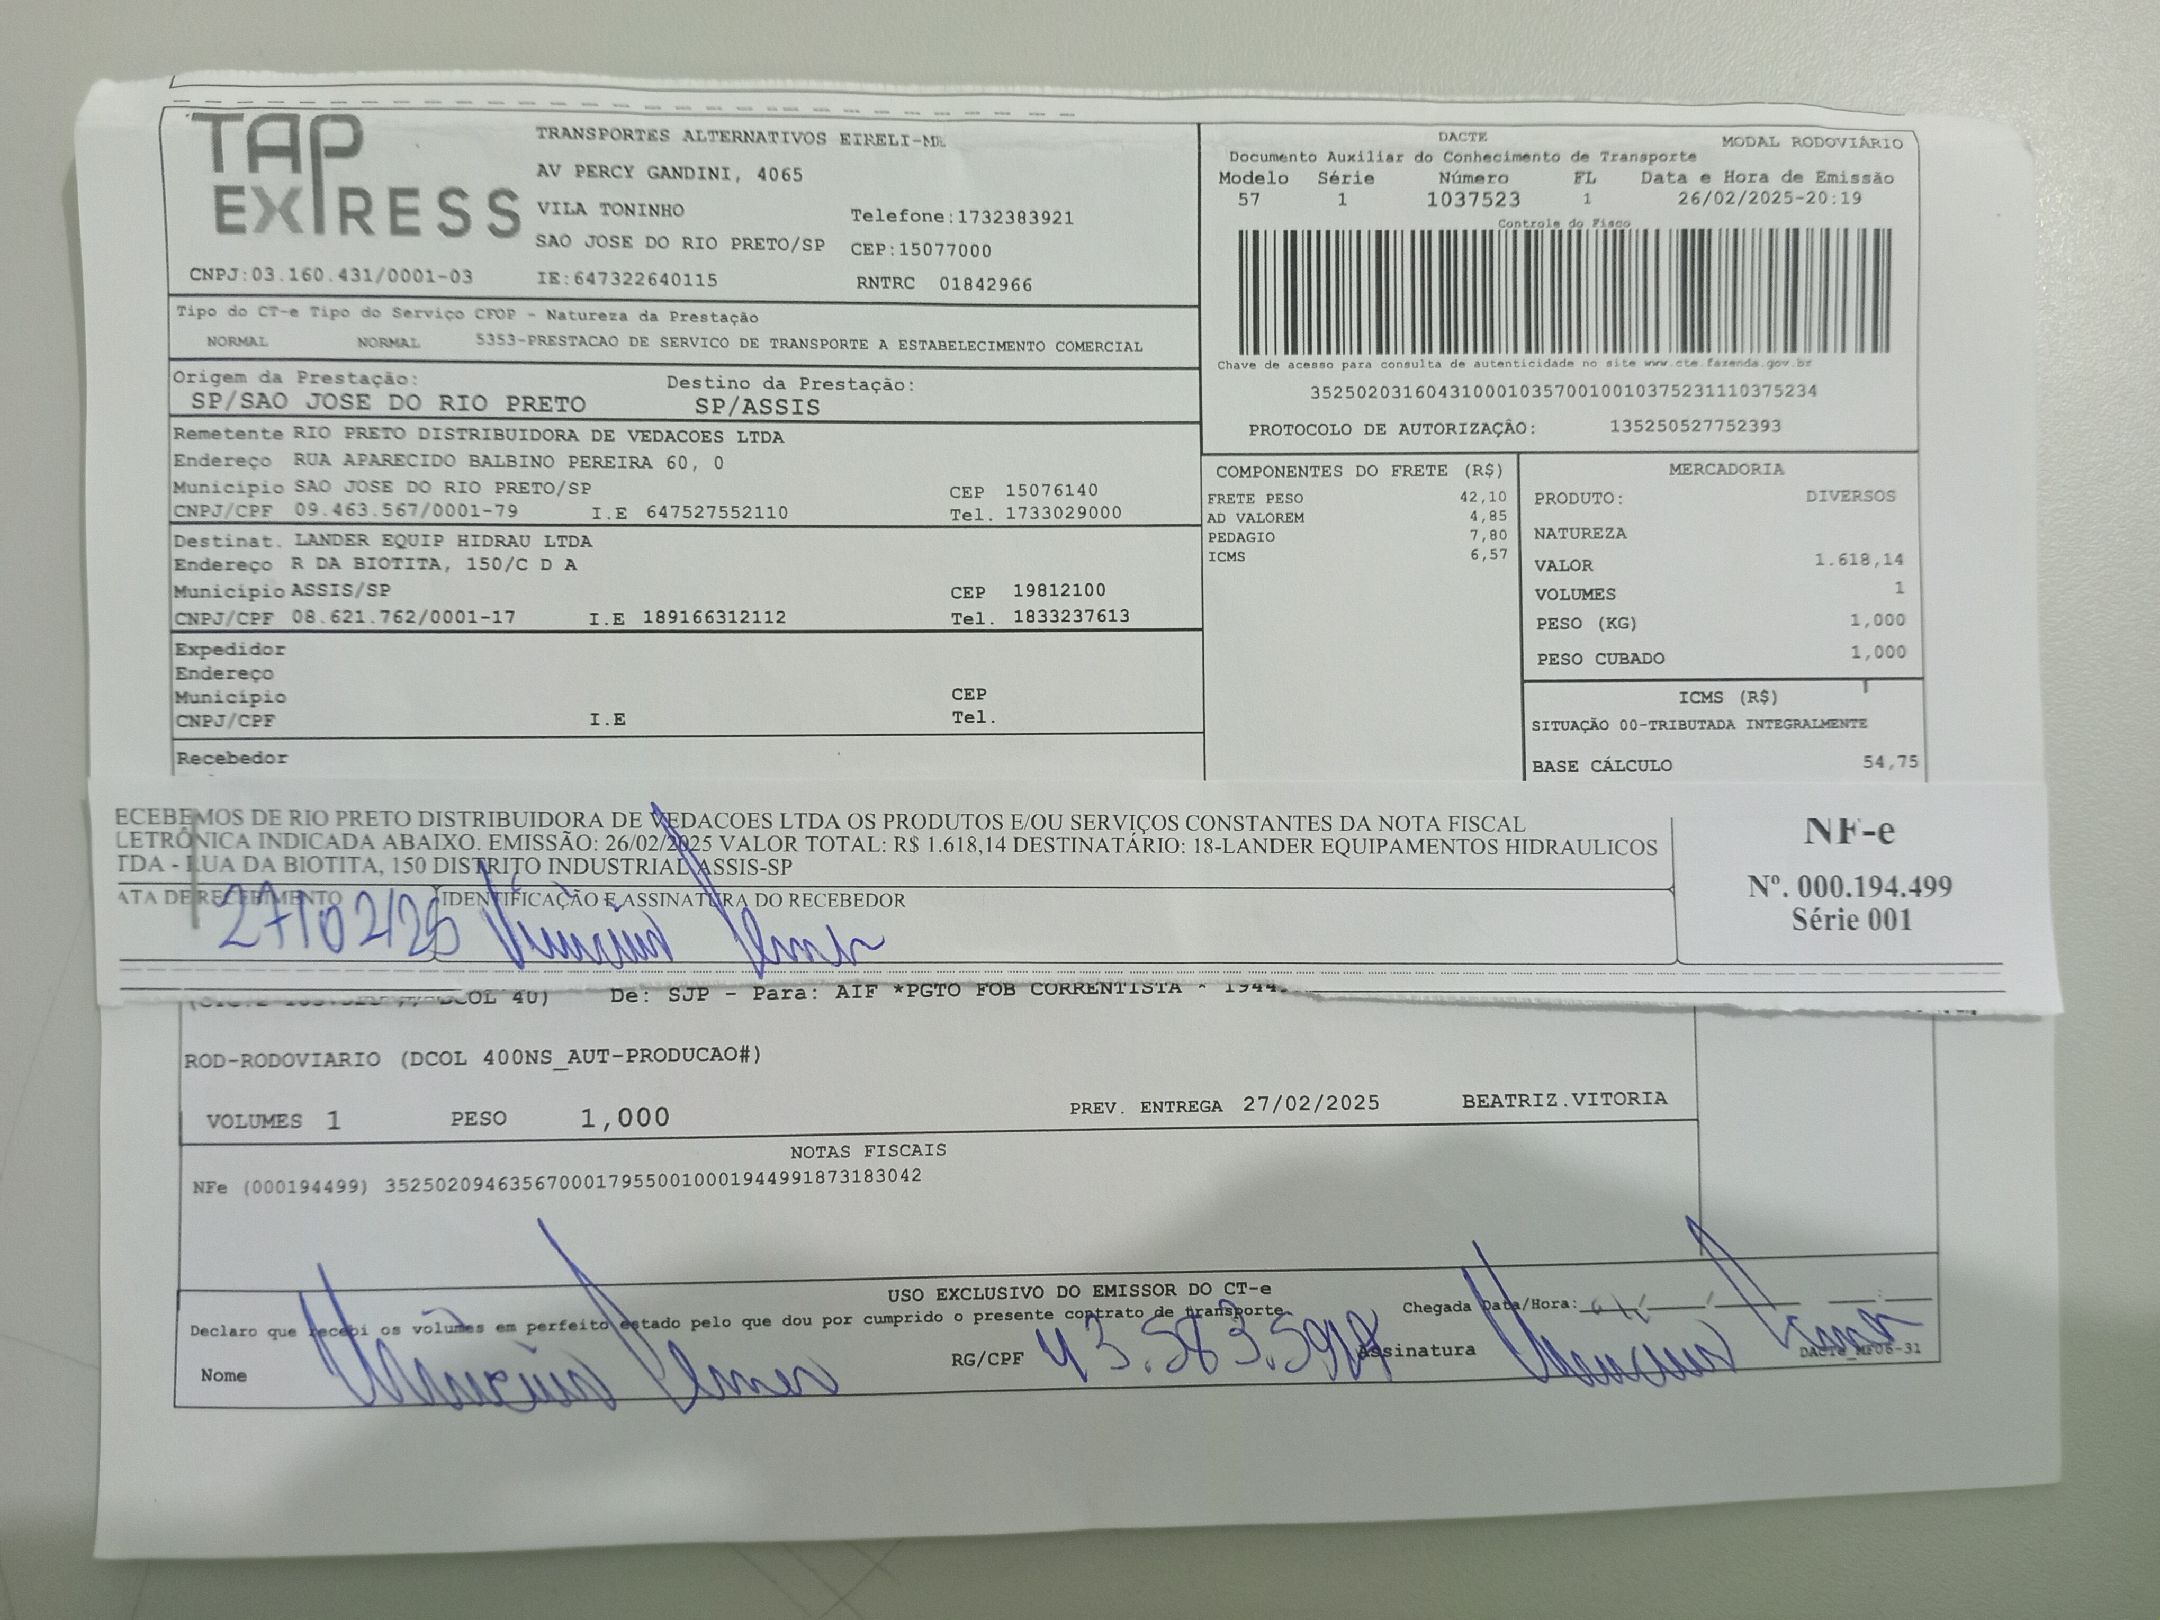 TAP EXPRESS
TRANSPORTES ALTERNATIVOS EIRELI-ME
AV PERCY GANDINI, 4065
VILA TONINHO Telefone:1732383921
SAO JOSE DO RIO PRETO/SP CEP:15077000
CNPJ:03.160.431/0001-03 IE:647322640115 RNTRC 01842966
DACTE MODAL RODOVIÁRIO
Documento Auxiliar do Conhecimento de Transporte
Modelo Série Número FL Data e Hora de Emissão
57 1 1037523 1 26/02/2025-20:19
Controle do Fisco
Chave de acesso para consulta de autenticidade no site www.cte.fazenda.gov.br
35250203160431000103570010010375231110375234
PROTOCOLO DE AUTORIZAÇÃO: 135250527752393
Tipo do CT-e Tipo do Serviço CFOP - Natureza da Prestação
NORMAL NORMAL 5353-PRESTACAO DE SERVICO DE TRANSPORTE A ESTABELECIMENTO COMERCIAL
Origem da Prestação: Destino da Prestação:
SP/SAO JOSE DO RIO PRETO SP/ASSIS
Remetente RIO PRETO DISTRIBUIDORA DE VEDACOES LTDA
Endereço RUA APARECIDO BALBINO PEREIRA 60, 0
Município SAO JOSE DO RIO PRETO/SP CEP 15076140
CNPJ/CPF 09.463.567/0001-79 I.E 647527552110 Tel. 1733029000
Destinat. LANDER EQUIP HIDRAU LTDA
Endereço R DA BIOTITA, 150/C D A
Município ASSIS/SP CEP 19812100
CNPJ/CPF 08.621.762/0001-17 I.E 189166312112 Tel. 1833237613
Expedidor
Endereço
Município CEP
CNPJ/CPF I.E Tel.
Recebedor
COMPONENTES DO FRETE (R$)
FRETE PESO 42,10
AD VALOREM 4,85
PEDAGIO 7,80
ICMS 6,57
MERCADORIA
PRODUTO: DIVERSOS
NATUREZA
VALOR 1.618,14
VOLUMES 1
PESO (KG) 1,000
PESO CUBADO 1,000
ICMS (R$)
SITUAÇÃO 00-TRIBUTADA INTEGRALMENTE
BASE CÁLCULO 54,75
ECEBEMOS DE RIO PRETO DISTRIBUIDORA DE VEDACOES LTDA OS PRODUTOS E/OU SERVIÇOS CONSTANTES DA NOTA FISCAL
LETRÔNICA INDICADA ABAIXO. EMISSÃO: 26/02/2025 VALOR TOTAL: R$ 1.618,14 DESTINATÁRIO: 18-LANDER EQUIPAMENTOS HIDRAULICOS
TDA - RUA DA BIOTITA, 150 DISTRITO INDUSTRIAL ASSIS-SP
ATA DE RECEBIMENTO IDENTIFICAÇÃO E ASSINATURA DO RECEBEDOR
27/02/25
NF-e
Nº. 000.194.499
Série 001
De: SJP - Para: AIF *PGTO FOB CORRENTISTA *
ROD-RODOVIARIO (DCOL 400NS_AUT-PRODUCAO#)
VOLUMES 1 PESO 1,000 PREV. ENTREGA 27/02/2025 BEATRIZ.VITORIA
NOTAS FISCAIS
NFe (000194499) 35250209463567000179550010001944991873183042
USO EXCLUSIVO DO EMISSOR DO CT-e
Declaro que recebi os volumes em perfeito estado pelo que dou por cumprido o presente contrato de transporte. Chegada Data/Hora:
Nome RG/CPF Assinatura
DACTE_MF06-31